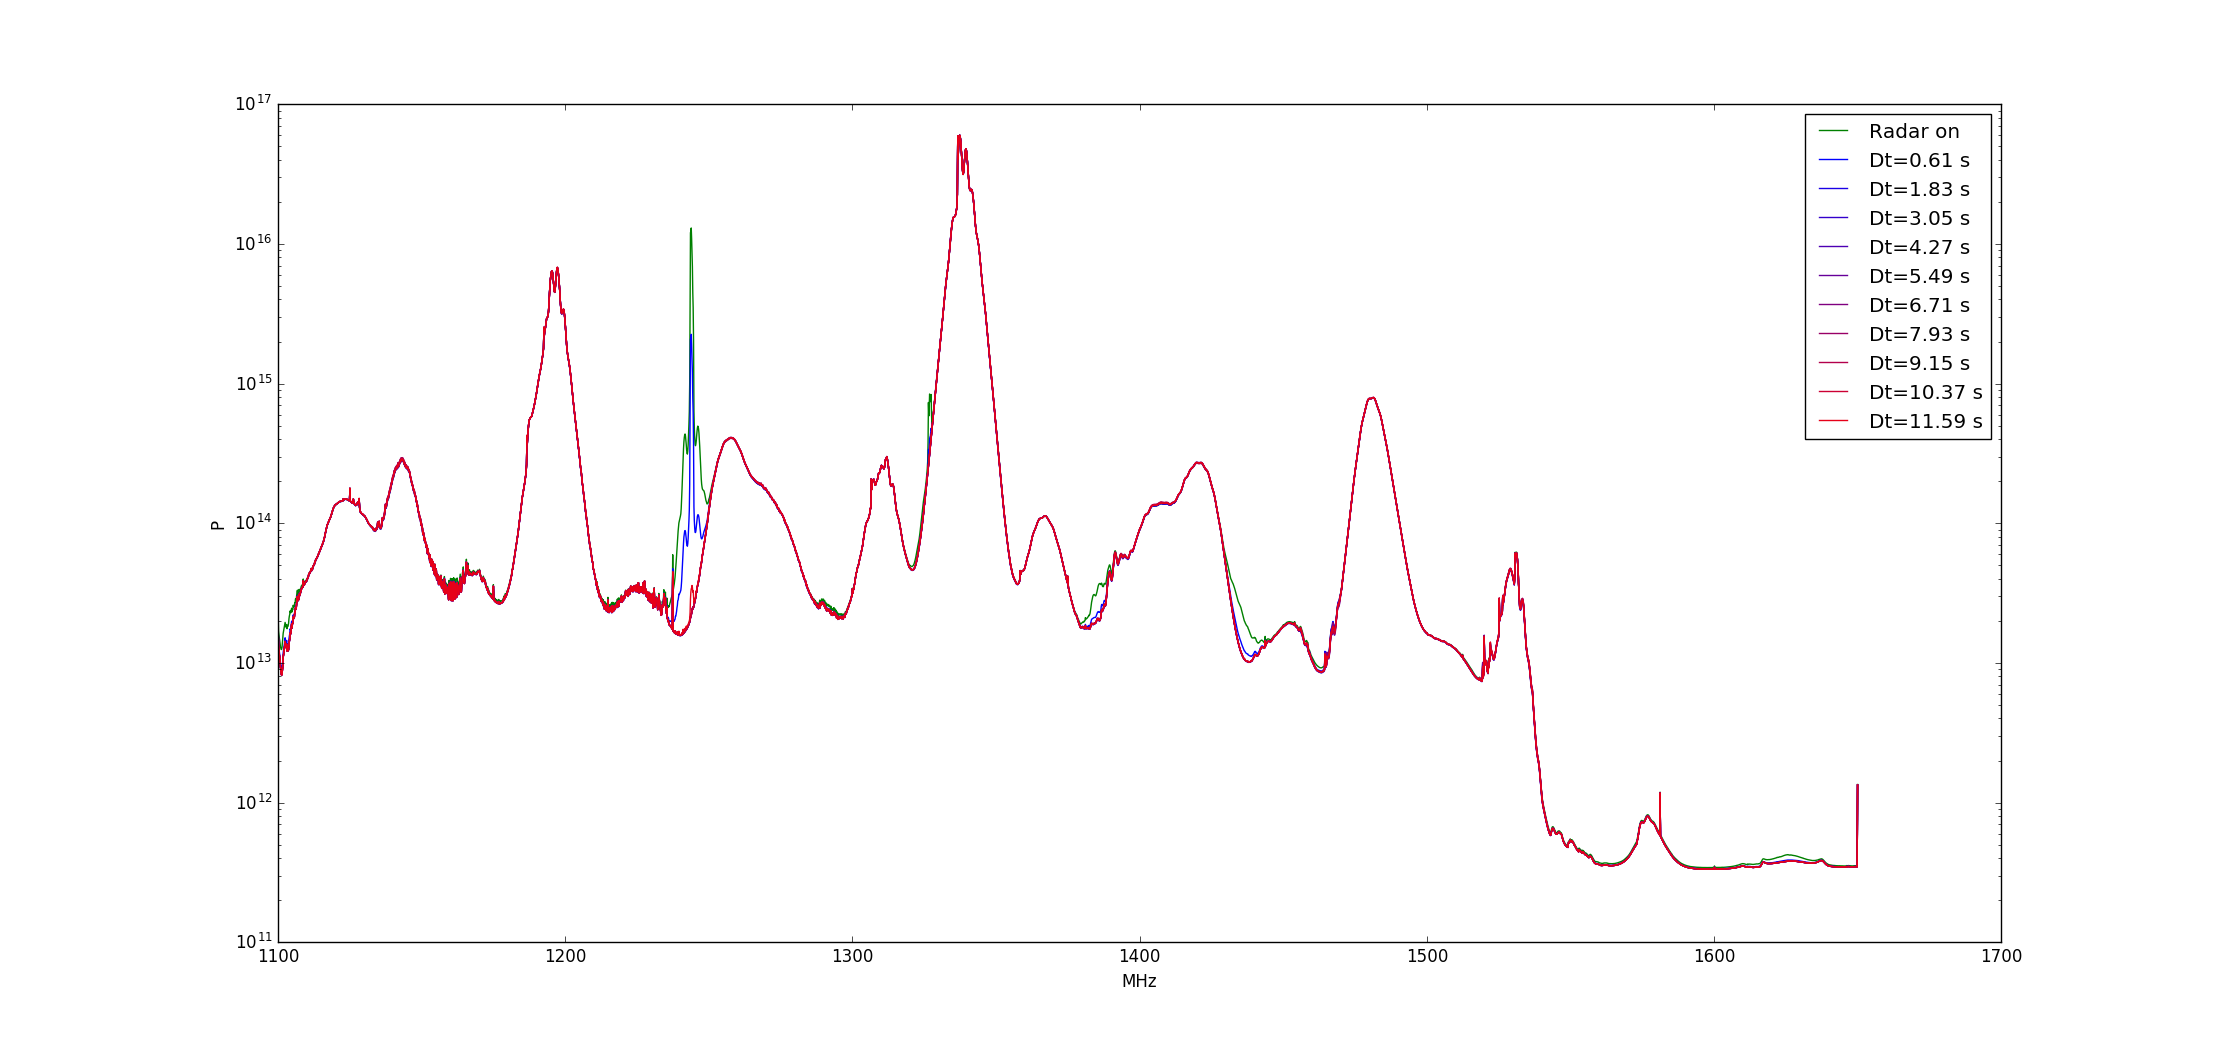 10^17
10^16
10^15
10^14
10^13
10^12
10^11
P
1100 1200 1300 1400 1500 1600 1700
MHz
Radar on
Dt=0.61 s
Dt=1.83 s
Dt=3.05 s
Dt=4.27 s
Dt=5.49 s
Dt=6.71 s
Dt=7.93 s
Dt=9.15 s
Dt=10.37 s
Dt=11.59 s